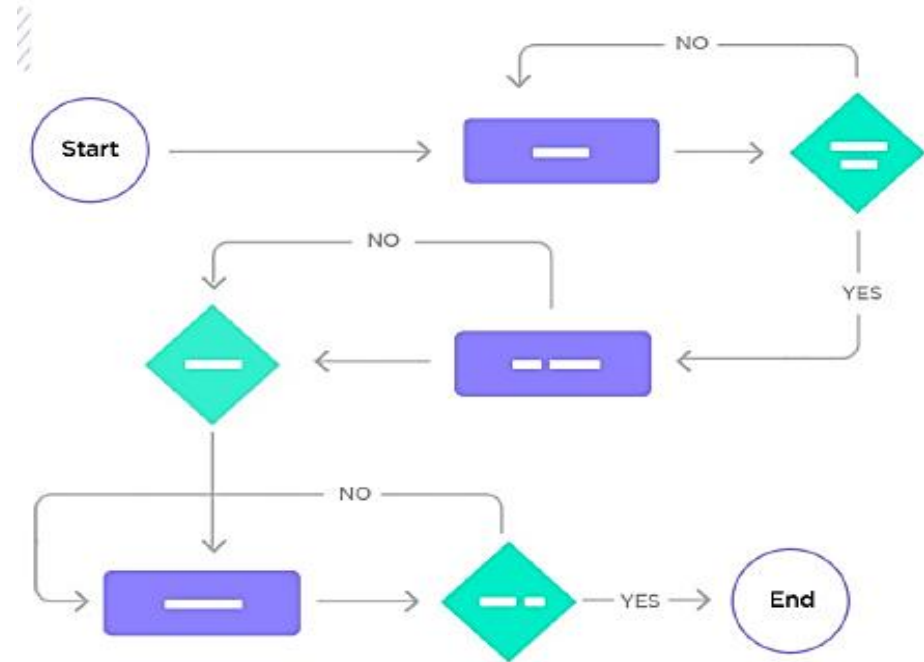 NO
Start
YES
NO
NO
YES
End